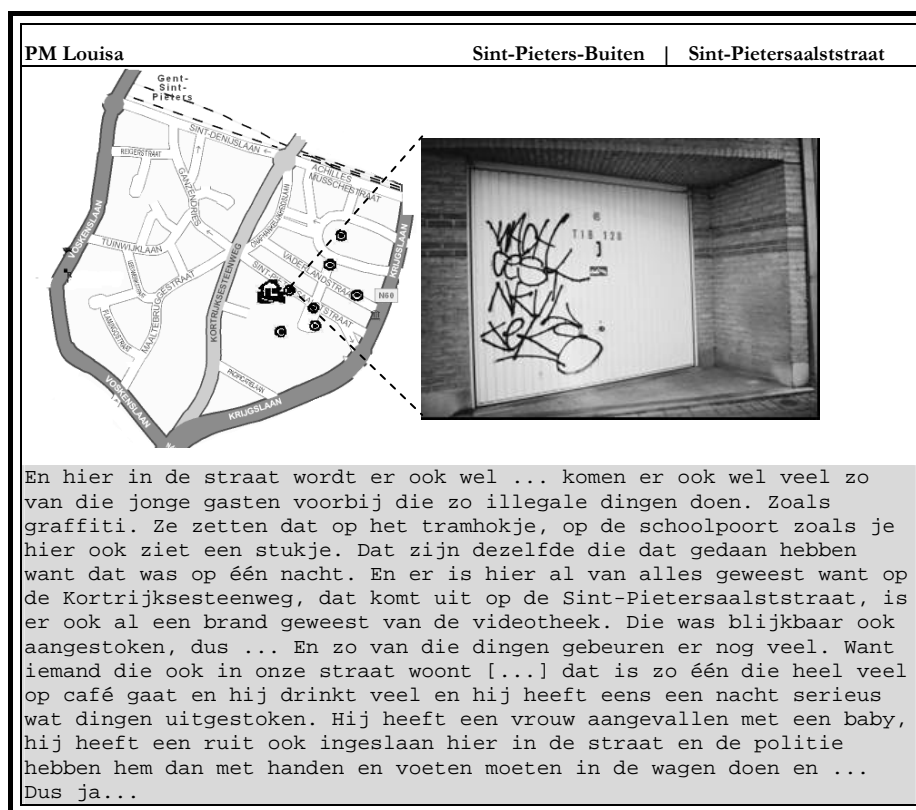 PM Louisa Sint-Pieters-Buiten | Sint-Pietersaalststraat
Gent-
Sint-
Pieters
SINT-DENIJSLAAN
REIGERSTRAAT
GANZENDRIES
ACHILLES
MUSSCHESTRAAT
ONAFHANKELIJKHEIDSLAAN
VOSKENSLAAN
TUINWIJKLAAN
VADERLANDSTRAAT
KRIJGSLAAN
N60
MAALTEBRUGGESTRAAT
FLAMINGOSTRAAT
KORTRIJKSESTEENWEG
PACIFICATIELAAN
VOSKENSLAAN
KRIJGSLAAN
TIB 120
En hier in de straat wordt er ook wel ... komen er ook wel veel zo
van die jonge gasten voorbij die zo illegale dingen doen. Zoals
graffiti. Ze zetten dat op het tramhokje, op de schoolpoort zoals je
hier ook ziet een stukje. Dat zijn dezelfde die dat gedaan hebben
want dat was op één nacht. En er is hier al van alles geweest want op
de Kortrijksesteenweg, dat komt uit op de Sint-Pietersaalststraat, is
er ook al een brand geweest van de videotheek. Die was blijkbaar ook
aangestoken, dus ... En zo van die dingen gebeuren er nog veel. Want
iemand die ook in onze straat woont [...] dat is zo één die heel veel
op café gaat en hij drinkt veel en hij heeft eens een nacht serieus
wat dingen uitgestoken. Hij heeft een vrouw aangevallen met een baby,
hij heeft een ruit ook ingeslaan hier in de straat en de politie
hebben hem dan met handen en voeten moeten in de wagen doen en ...
Dus ja...